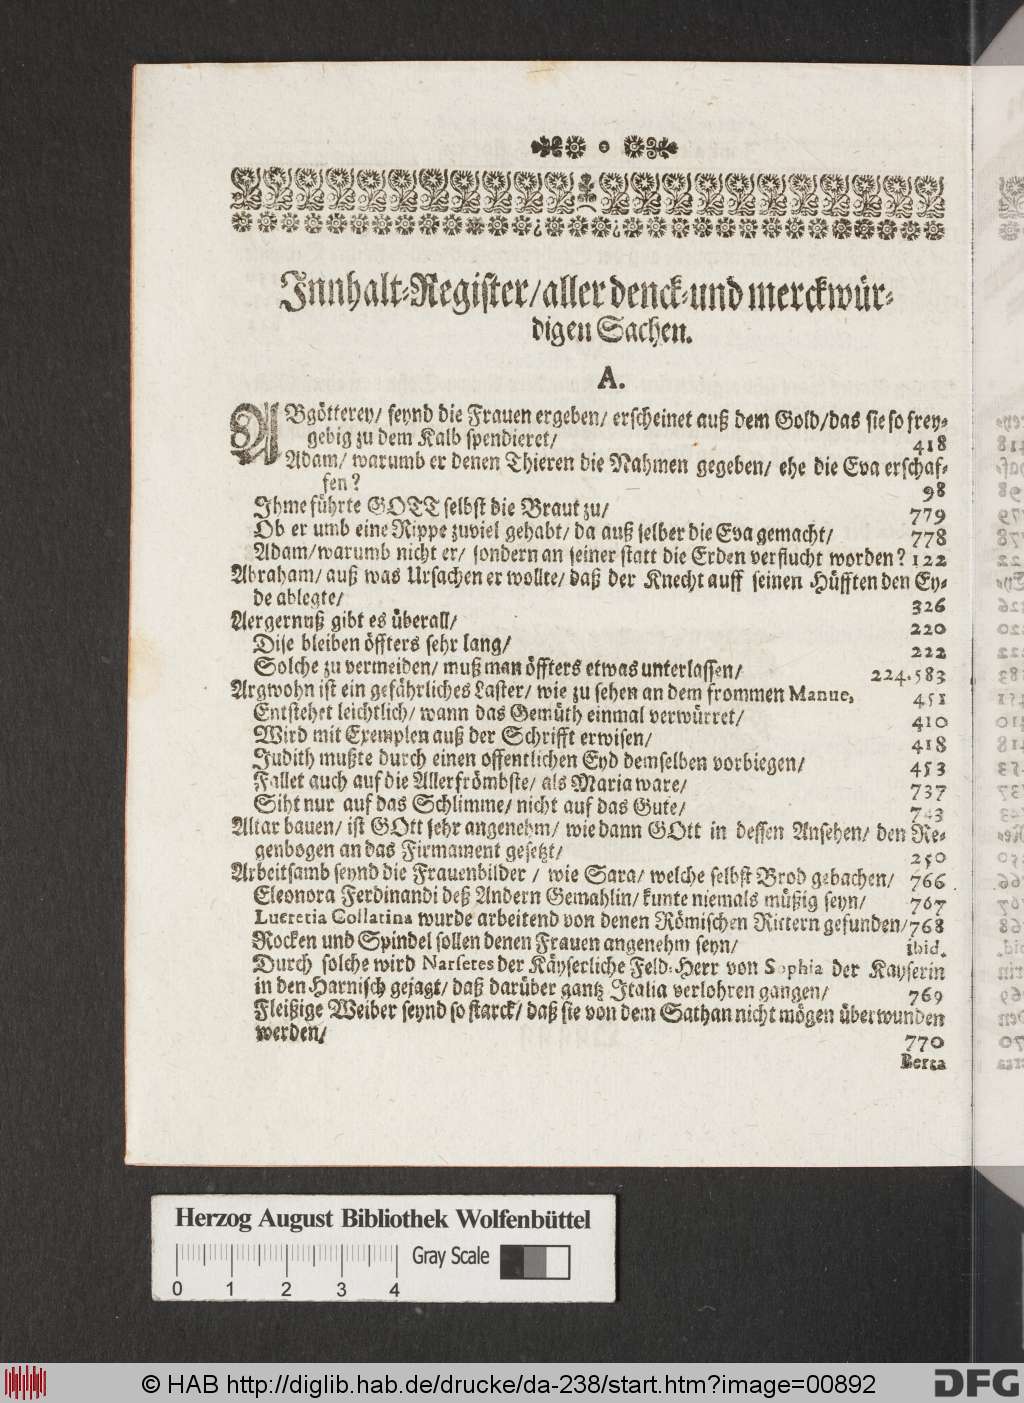 Innhalt-Register/ aller denck-und merckwür-
digen Sachen.
A.
ABgötterey/ seynd die Frauen ergeben/ erscheinet auß dem Gold/das sie so frey-
gebig zu dem Kalb spendieret/ 418
Adam/ warumb er denen Thieren die Nahmen gegeben/ ehe die Eva erschaf-
fen? 98
Ihme führte GOTT selbst die Braut zu/ 779
Ob er umb eine Rippe zuviel gehabt/ da auß selber die Eva gemacht/ 778
Adam/warumb nicht er/ sondern an seiner statt die Erden verflucht worden? 122
Abraham/ auß was Ursachen er wollte/ daß der Knecht auff seinen Hüfften den Ey-
de ablegte/ 326
Aergernuß gibt es überall/ 220
Dise bleiben öffters sehr lang/ 222
Solche zu vermeiden/ muß man öffters etwas unterlassen/ 224.583
Argwohn ist ein gefährliches Laster/ wie zu sehen an dem frommen Manue, 451
Entstehet leichtlich/ wann das Gemüth einmal verwürret/ 410
Wird mit Exemplen auß der Schrifft erwisen/ 418
Judith mußte durch einen offentlichen Eyd demselben vorbiegen/ 453
Fallet auch auf die Allerfrömbste/ als Maria ware/ 737
Siht nur auf das Schlimme/ nicht auf das Gute/ 743
Altar bauen/ ist GOtt sehr angenehm/ wie dann GOtt in dessen Ansehen/ den Re-
genbogen an das Firmament gesetzt/ 250
Arbeitsamb seynd die Frauenbilder / wie Sara/ welche selbst Brod gebachen/ 766
Eleonora Ferdinandi deß Andern Gemahlin/ kunte niemals müßig seyn/ 767
Lucretia Collatina wurde arbeitend von denen Römischen Rittern gefunden/ 768
Rocken und Spindel sollen denen Frauen angenehm seyn/ ibid.
Durch solche wird Narsetes der Käyserliche Feld-Herr von Sophia der Kayserin
in den Harnisch gejagt/ daß darüber gantz Italia verlohren gangen/ 769
Fleißige Weiber seynd so starck/ daß sie von dem Sathan nicht mögen überwunden
werden/ 770
Berta
Herzog August Bibliothek Wolfenbüttel
Gray Scale
0 1 2 3 4
© HAB http://diglib.hab.de/drucke/da-238/start.htm?image=00892
DFG